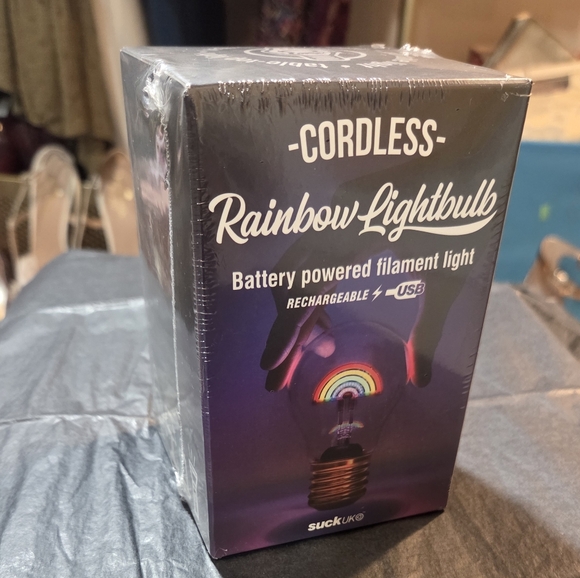 -CORDLESS-
Rainbow Lightbulb
Battery powered filament light
RECHARGEABLE USB
suckUK